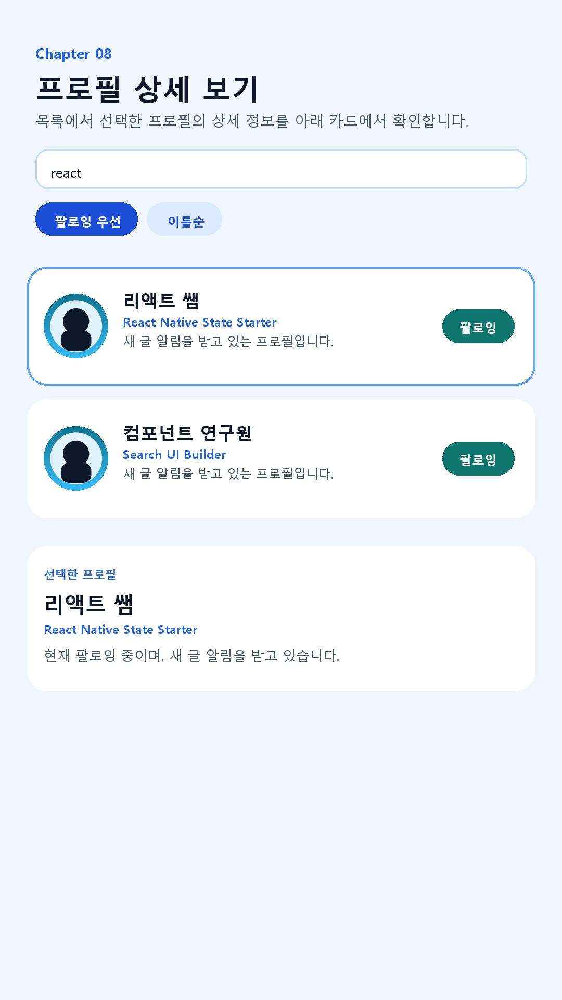 Chapter 08
프로필 상세 보기
목록에서 선택한 프로필의 상세 정보를 아래 카드에서 확인합니다.
react
팔로잉 우선
이름순
리액트 쌤
React Native State Starter
새 글 알림을 받고 있는 프로필입니다.
팔로잉
컴포넌트 연구원
Search UI Builder
새 글 알림을 받고 있는 프로필입니다.
팔로잉
선택한 프로필
리액트 쌤
React Native State Starter
현재 팔로잉 중이며, 새 글 알림을 받고 있습니다.